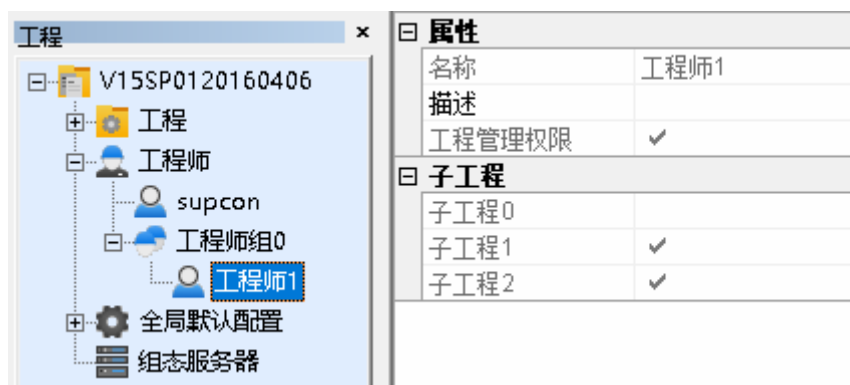 工程
V15SP0120160406
工程
工程师
supcon
工程师组0
工程师1
全局默认配置
组态服务器
属性
名称 工程师1
描述
工程管理权限
子工程
子工程0
子工程1
子工程2